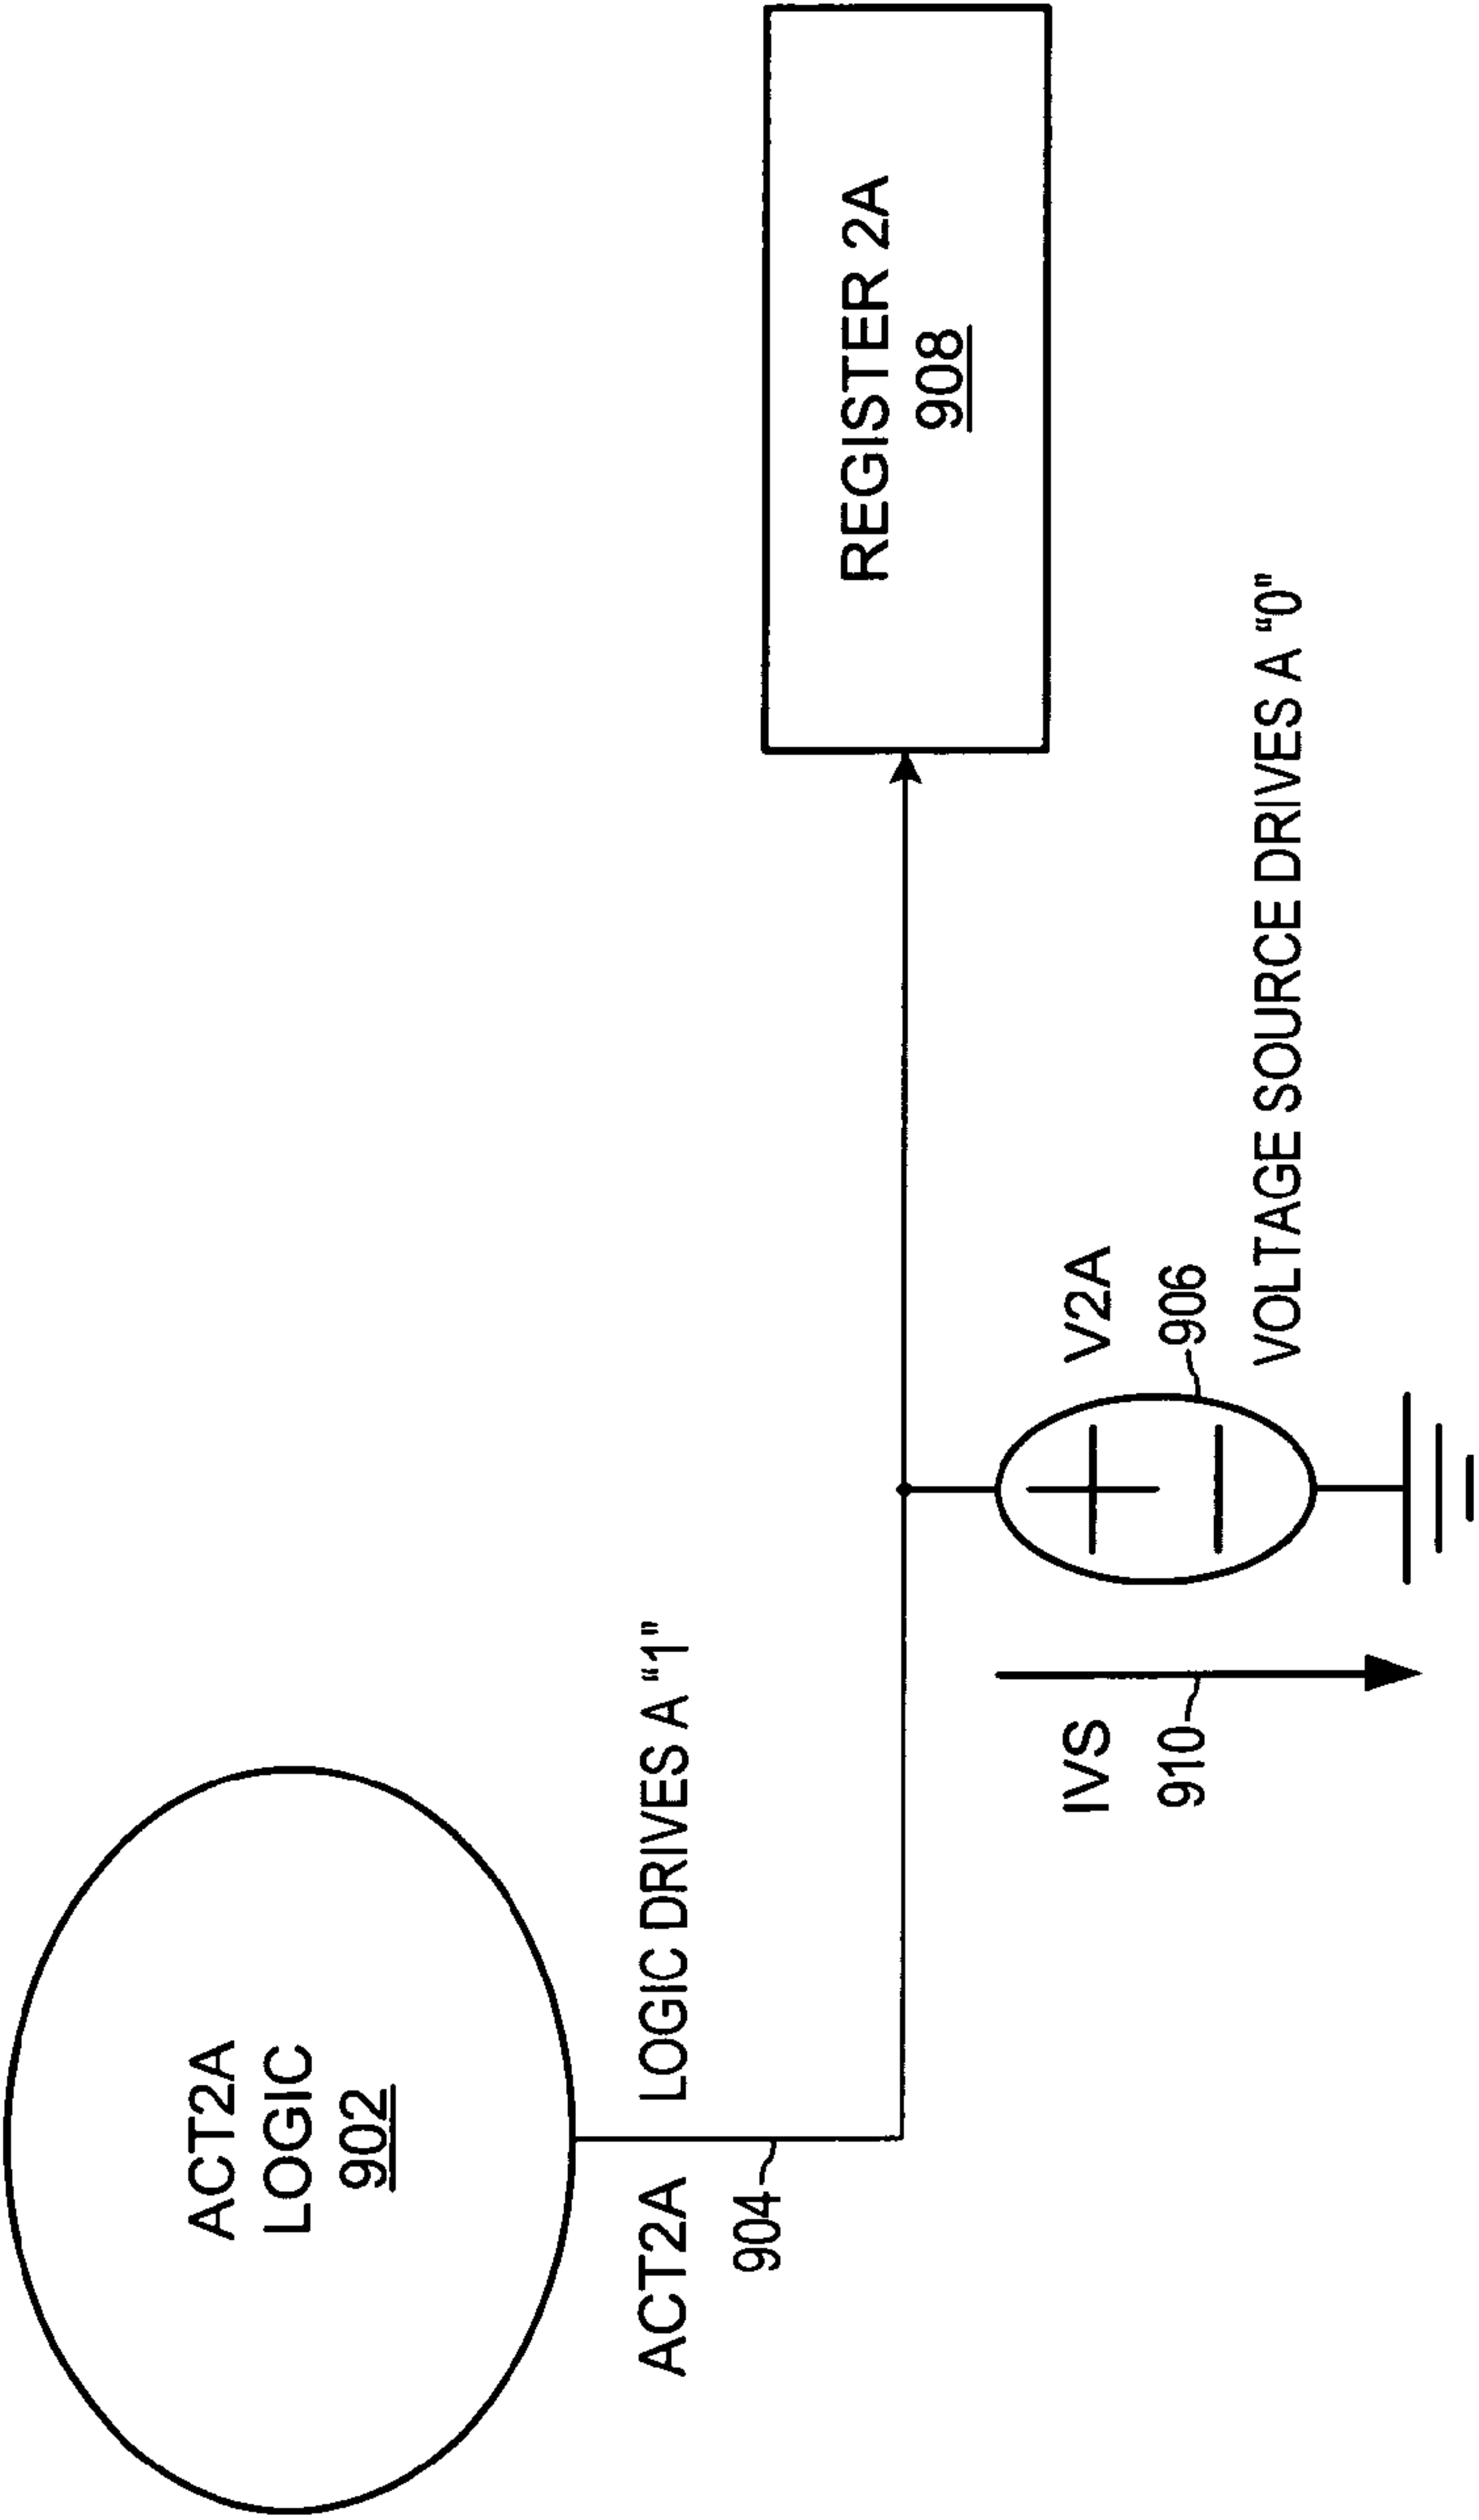 ACT2A
LOGIC
902
ACT2A
904
LOGIC DRIVES A “1”
IVS
910
V2A
906
VOLTAGE SOURCE DRIVES A “0”
REGISTER 2A
908